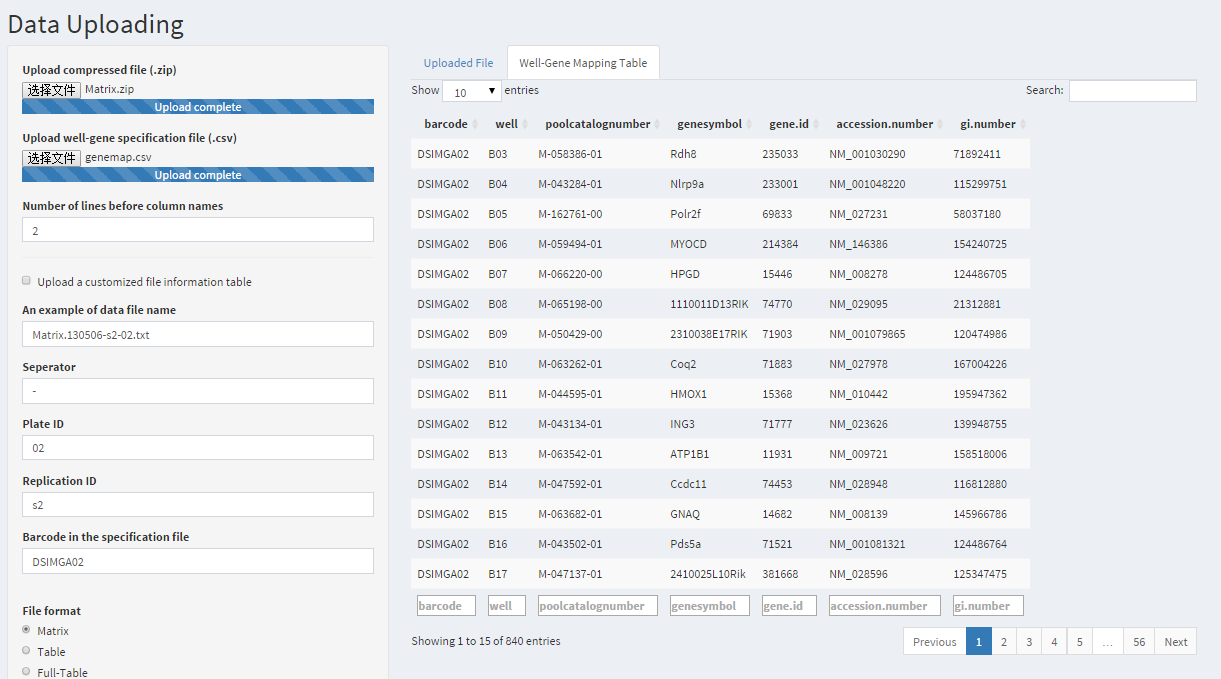 Data Uploading
Upload compressed file (.zip)
选择文件 Matrix.zip
Upload complete
Upload well-gene specification file (.csv)
选择文件 genemap.csv
Upload complete
Number of lines before column names
2
Upload a customized file information table
An example of data file name
Matrix.130506-s2-02.txt
Seperator
-
Plate ID
02
Replication ID
s2
Barcode in the specification file
DSIMGA02
File format
Matrix
Table
Full-Table
Uploaded File Well-Gene Mapping Table
Show 10 entries Search:
barcode well poolcatalognumber genesymbol gene.id accession.number gi.number
DSIMGA02 B03 M-058386-01 Rdh8 235033 NM_001030290 71892411
DSIMGA02 B04 M-043284-01 Nlrp9a 233001 NM_001048220 115299751
DSIMGA02 B05 M-162761-00 Polr2f 69833 NM_027231 58037180
DSIMGA02 B06 M-059494-01 MYOCD 214384 NM_146386 154240725
DSIMGA02 B07 M-066220-00 HPGD 15446 NM_008278 124486705
DSIMGA02 B08 M-065198-00 1110011D13RIK 74770 NM_029095 21312881
DSIMGA02 B09 M-050429-00 2310038E17RIK 71903 NM_001079865 120474986
DSIMGA02 B10 M-063262-01 Coq2 71883 NM_027978 167004226
DSIMGA02 B11 M-044595-01 HMOX1 15368 NM_010442 195947362
DSIMGA02 B12 M-043134-01 ING3 71777 NM_023626 139948755
DSIMGA02 B13 M-063542-01 ATP1B1 11931 NM_009721 158518006
DSIMGA02 B14 M-047592-01 Ccdc11 74453 NM_028948 116812880
DSIMGA02 B15 M-063682-01 GNAQ 14682 NM_008139 145966786
DSIMGA02 B16 M-043502-01 Pds5a 71521 NM_001081321 124486764
DSIMGA02 B17 M-047137-01 2410025L10Rik 381668 NM_028596 125347475
barcode well poolcatalognumber genesymbol gene.id accession.number gi.number
Showing 1 to 15 of 840 entries Previous 1 2 3 4 5 … 56 Next